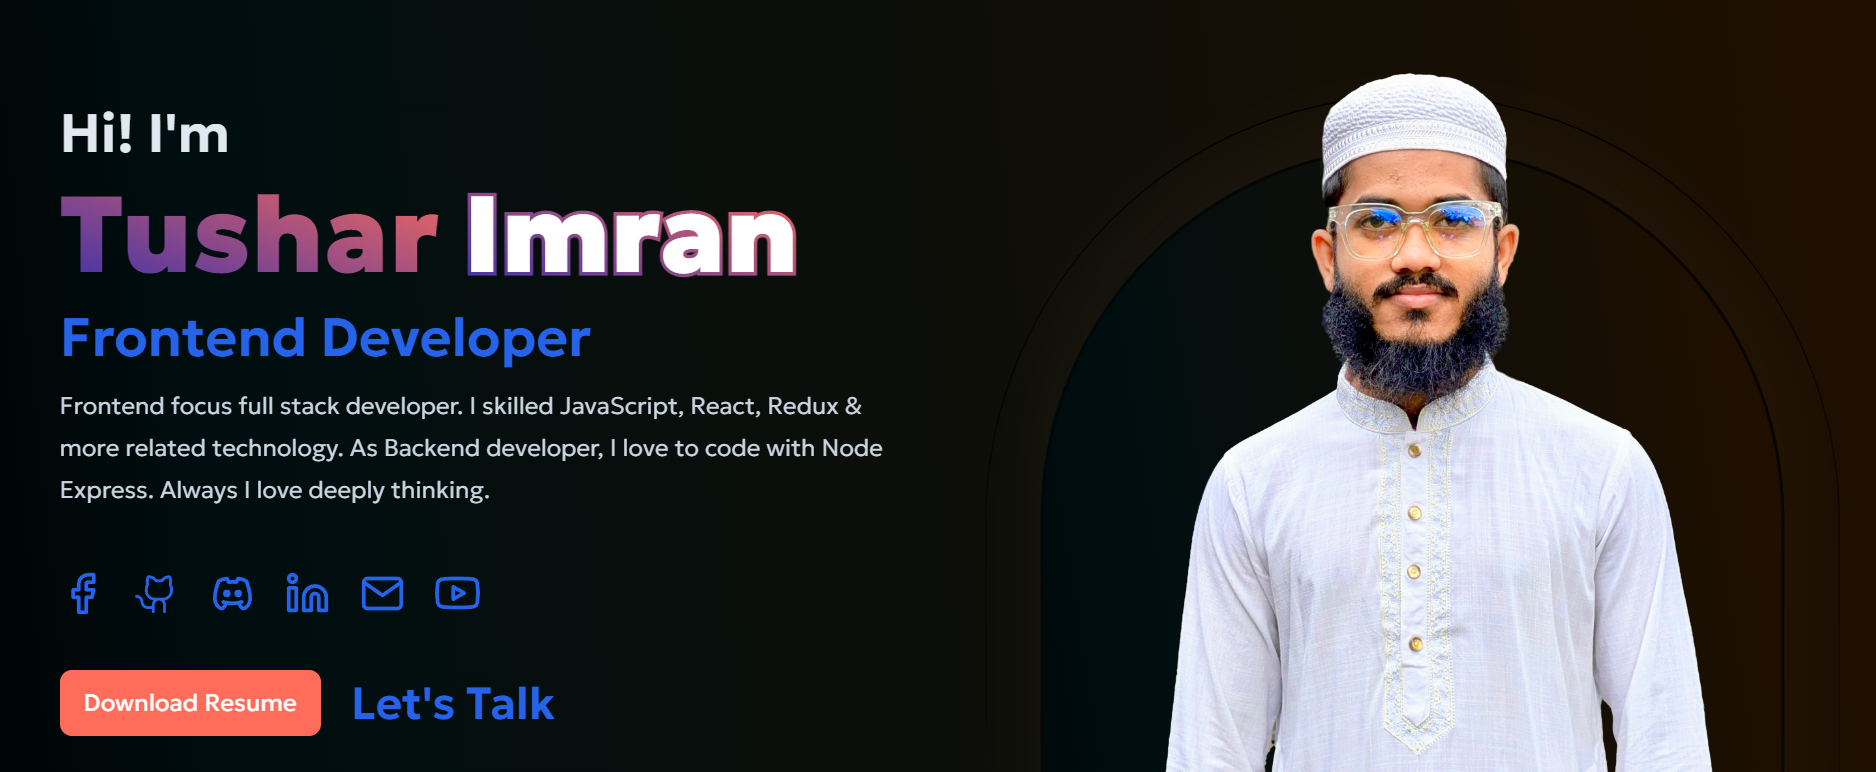 Hi! I'm
Tushar Imran
Frontend Developer
Frontend focus full stack developer. I skilled JavaScript, React, Redux &
more related technology. As Backend developer, I love to code with Node
Express. Always I love deeply thinking.
Download Resume
Let's Talk